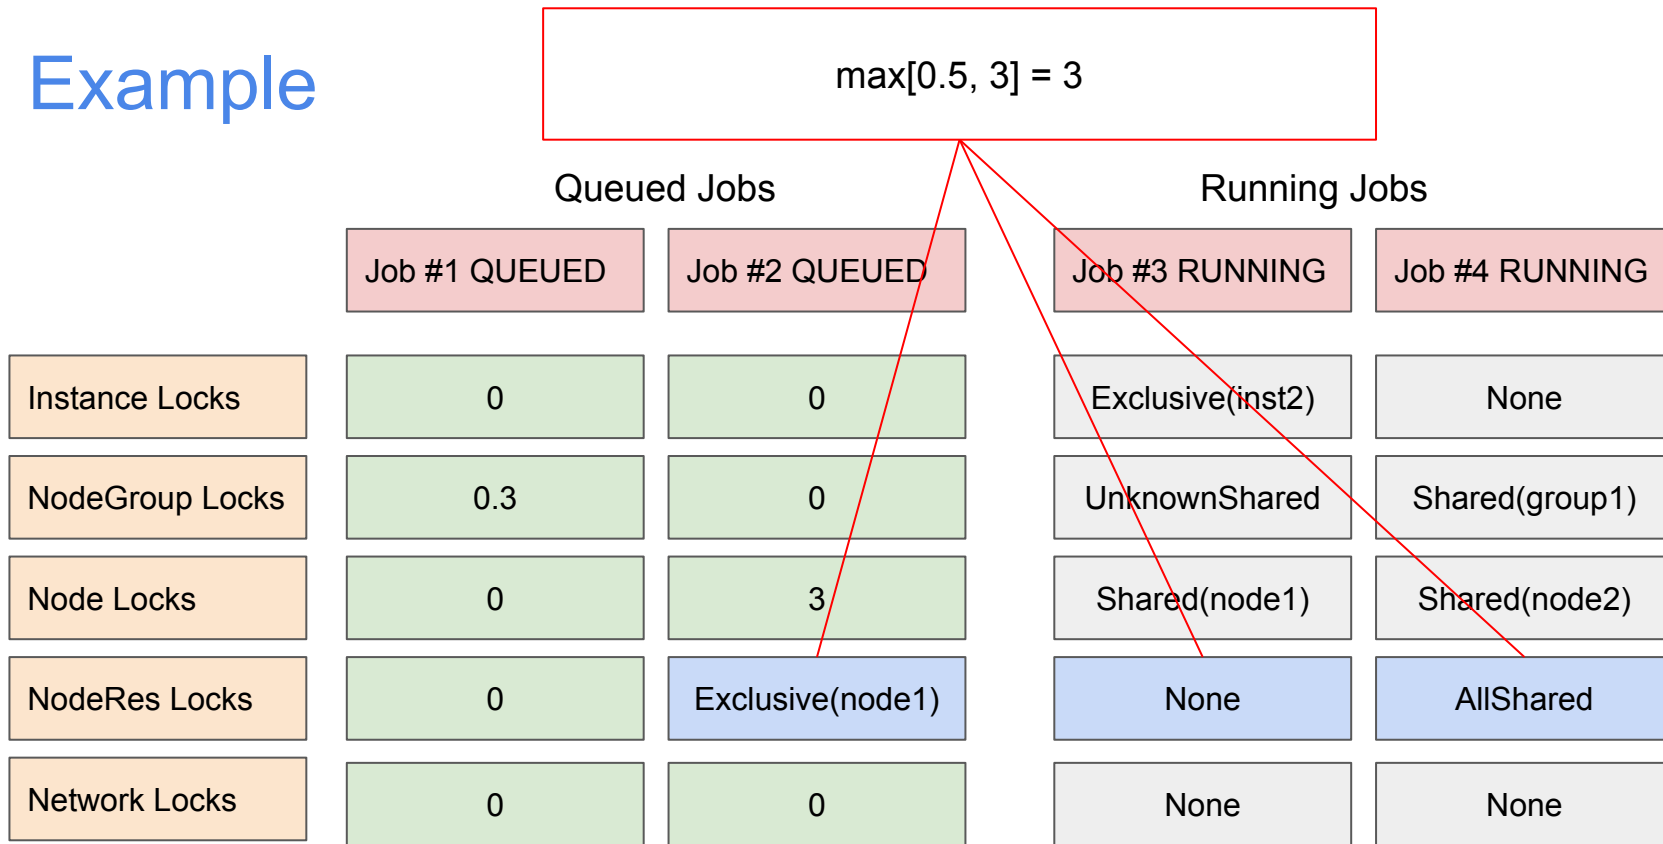 Example
max[0.5, 3] = 3
Queued Jobs Running Jobs
Job #1 QUEUED Job #2 QUEUED Job #3 RUNNING Job #4 RUNNING
Instance Locks 0 0 Exclusive(inst2) None
NodeGroup Locks 0.3 0 UnknownShared Shared(group1)
Node Locks 0 3 Shared(node1) Shared(node2)
NodeRes Locks 0 Exclusive(node1) None AllShared
Network Locks 0 0 None None